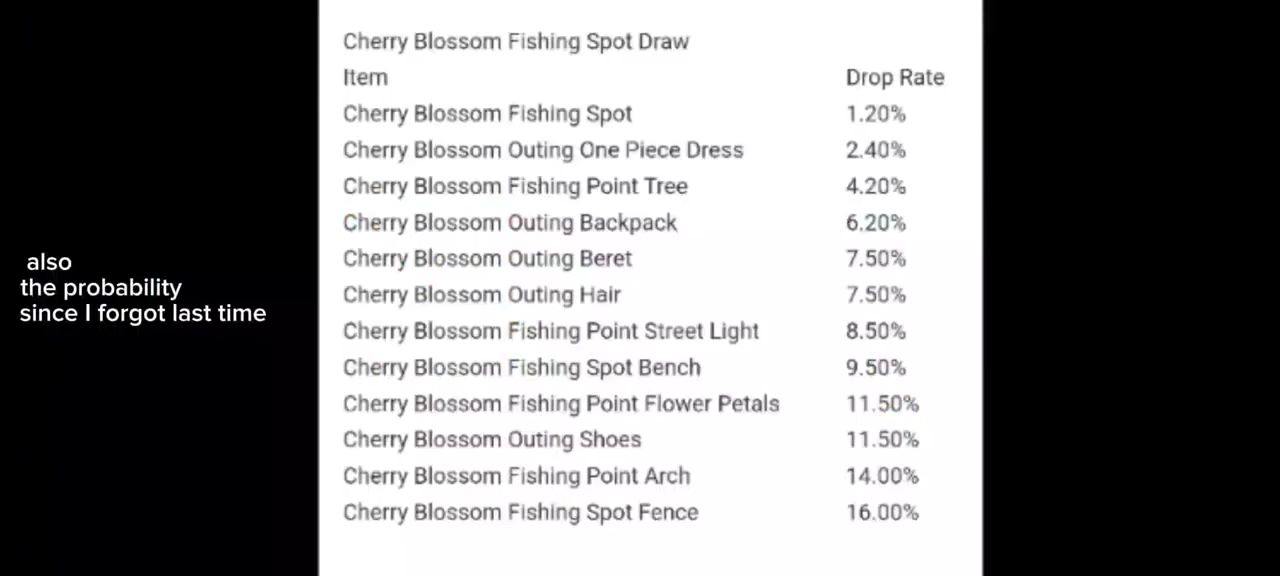 also
the probability
since I forgot last time
Cherry Blossom Fishing Spot Draw
Item Drop Rate
Cherry Blossom Fishing Spot 1.20%
Cherry Blossom Outing One Piece Dress 2.40%
Cherry Blossom Fishing Point Tree 4.20%
Cherry Blossom Outing Backpack 6.20%
Cherry Blossom Outing Beret 7.50%
Cherry Blossom Outing Hair 7.50%
Cherry Blossom Fishing Point Street Light 8.50%
Cherry Blossom Fishing Spot Bench 9.50%
Cherry Blossom Fishing Point Flower Petals 11.50%
Cherry Blossom Outing Shoes 11.50%
Cherry Blossom Fishing Point Arch 14.00%
Cherry Blossom Fishing Spot Fence 16.00%